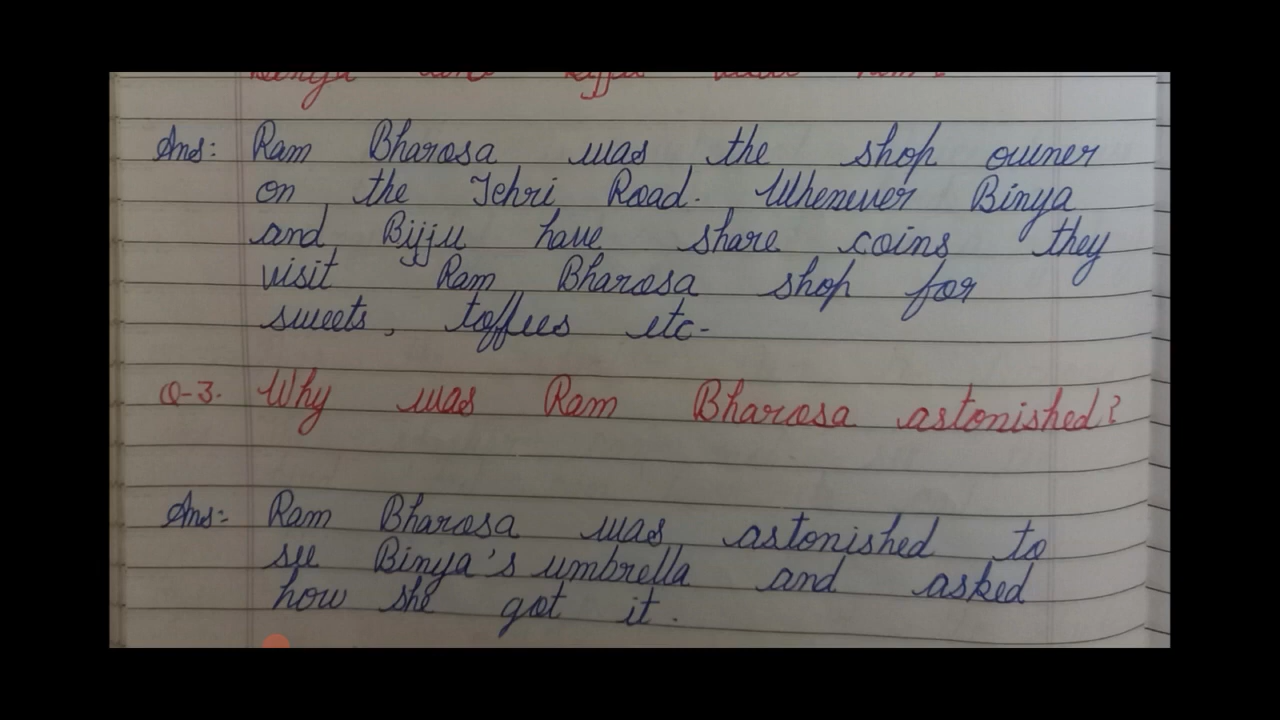 Binya
Ans: Ram Bharosa was the shop owner
on the Tehri Road. Whenever Binya
and Bijju have share coins they
visit Ram Bharosa shop for
sweets, toffees etc-
Q-3. Why was Ram Bharosa astonished?
Ans:- Ram Bharosa was astonished to
see Binya's umbrella and asked
how she got it.